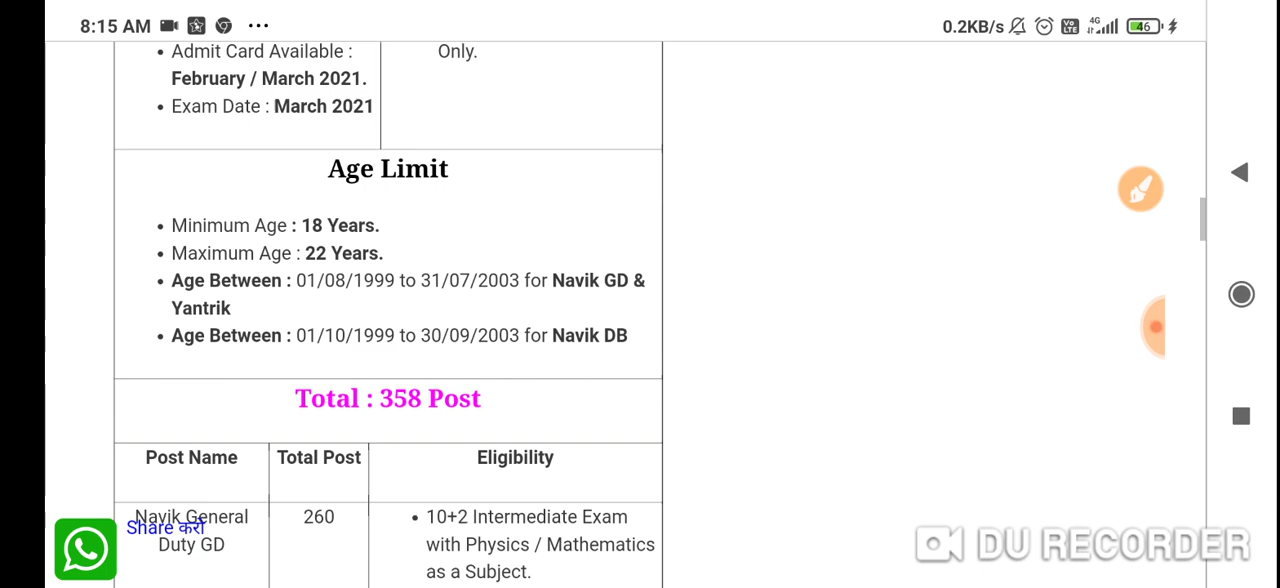 8:15 AM
0.2KB/s Vo LTE 4G 46
• Admit Card Available :
Only.
February / March 2021.
• Exam Date : March 2021
Age Limit
• Minimum Age : 18 Years.
• Maximum Age : 22 Years.
• Age Between : 01/08/1999 to 31/07/2003 for Navik GD &
Yantrik
• Age Between : 01/10/1999 to 30/09/2003 for Navik DB
Total : 358 Post
Post Name Total Post Eligibility
Navik General 260 • 10+2 Intermediate Exam
Share करों
Duty GD with Physics / Mathematics
as a Subject.
DU RECORDER